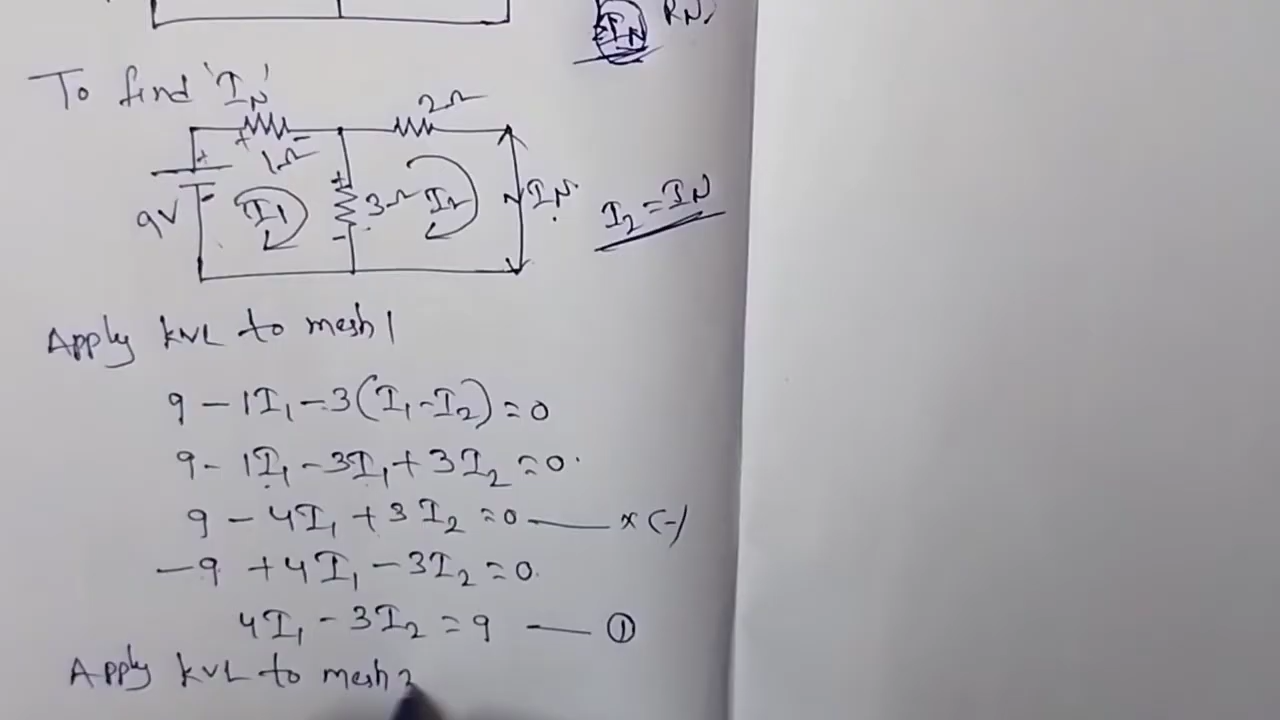 IN RN
To find 'IN'
2Ω
+ 1Ω -
+ - 9V I1 + 3Ω - I2 IN
I2 = IN
Apply KVL to mesh 1
9 - 1I1 - 3(I1 - I2) = 0
9 - 1I1 - 3I1 + 3I2 = 0
9 - 4I1 + 3I2 = 0 —— × (-)
-9 + 4I1 - 3I2 = 0
4I1 - 3I2 = 9 —— ①
Apply KVL to mesh 2